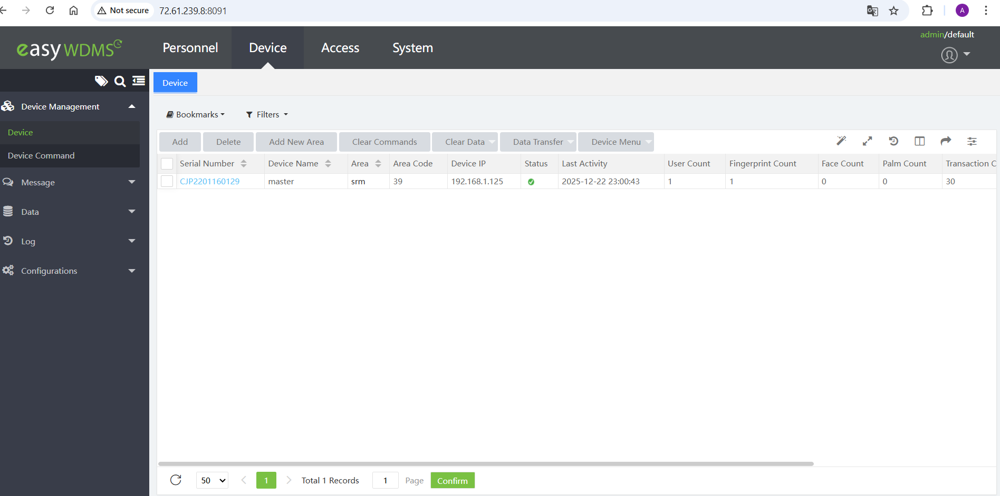 Not secure 72.61.239.8:8091 A
easy WDMS
Personnel Device Access System
admin/default
Device
Device Management
Device
Device Command
Message
Data
Log
Configurations
Bookmarks Filters
Add Delete Add New Area Clear Commands Clear Data Data Transfer Device Menu
Serial Number Device Name Area Area Code Device IP Status Last Activity User Count Fingerprint Count Face Count Palm Count Transaction C
CJP2201160129 master srm 39 192.168.1.125 2025-12-22 23:00:43 1 1 0 0 30
50 1 Total 1 Records 1 Page Confirm